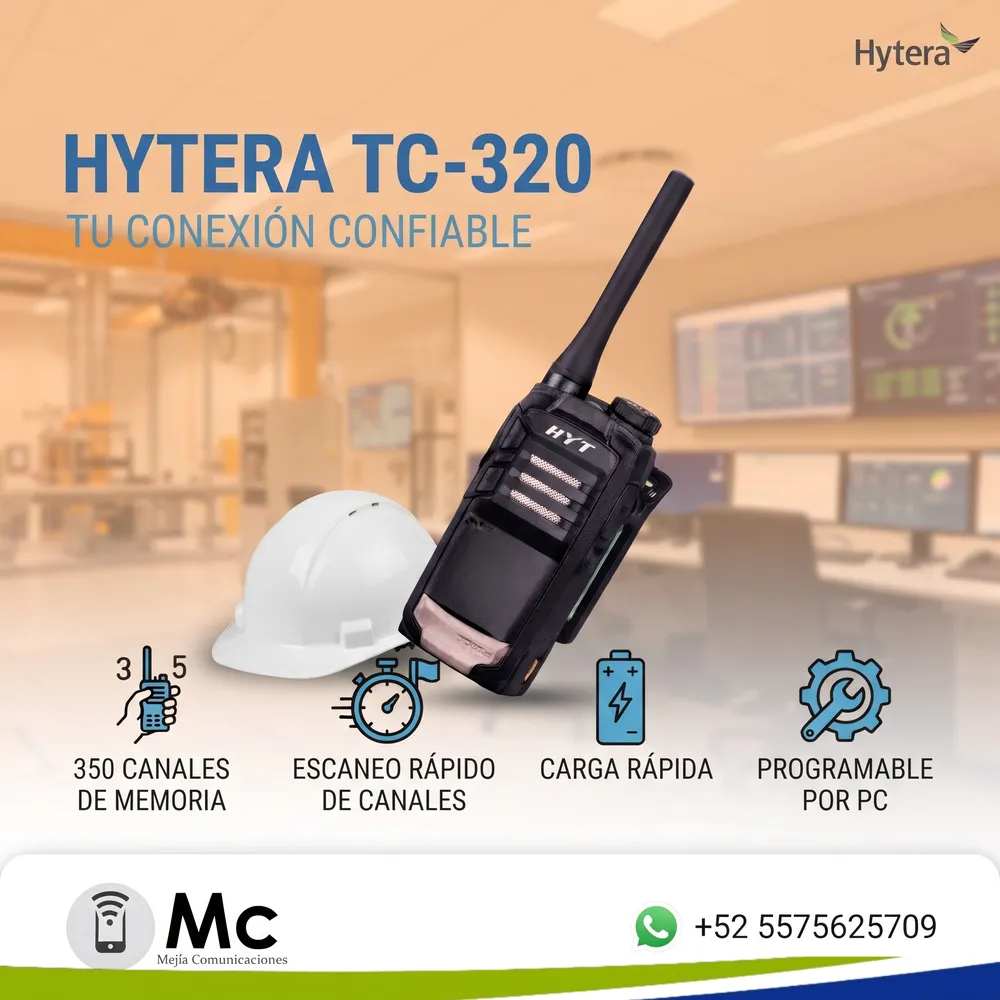 Hytera
HYTERA TC-320
TU CONEXIÓN CONFIABLE
HYT
3 5
350 CANALES
DE MEMORIA
ESCANEO RÁPIDO
DE CANALES
CARGA RÁPIDA
PROGRAMABLE
POR PC
Mc
Mejía Comunicaciones
+52 5575625709